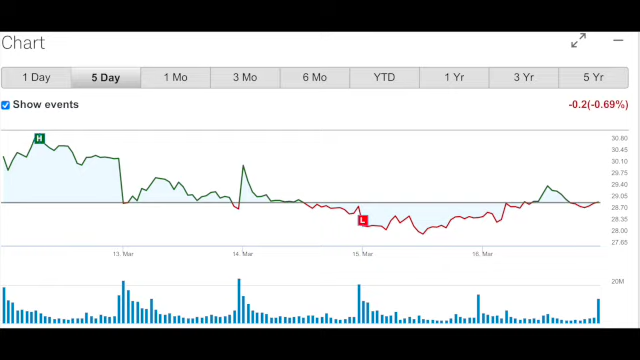 Chart
1 Day 5 Day 1 Mo 3 Mo 6 Mo YTD 1 Yr 3 Yr 5 Yr
Show events -0.2(-0.69%)
H
30.80
30.45
30.10
29.75
29.40
29.05
28.70
L
28.35
28.00
27.65
13. Mar 14. Mar 15. Mar 16. Mar
20M